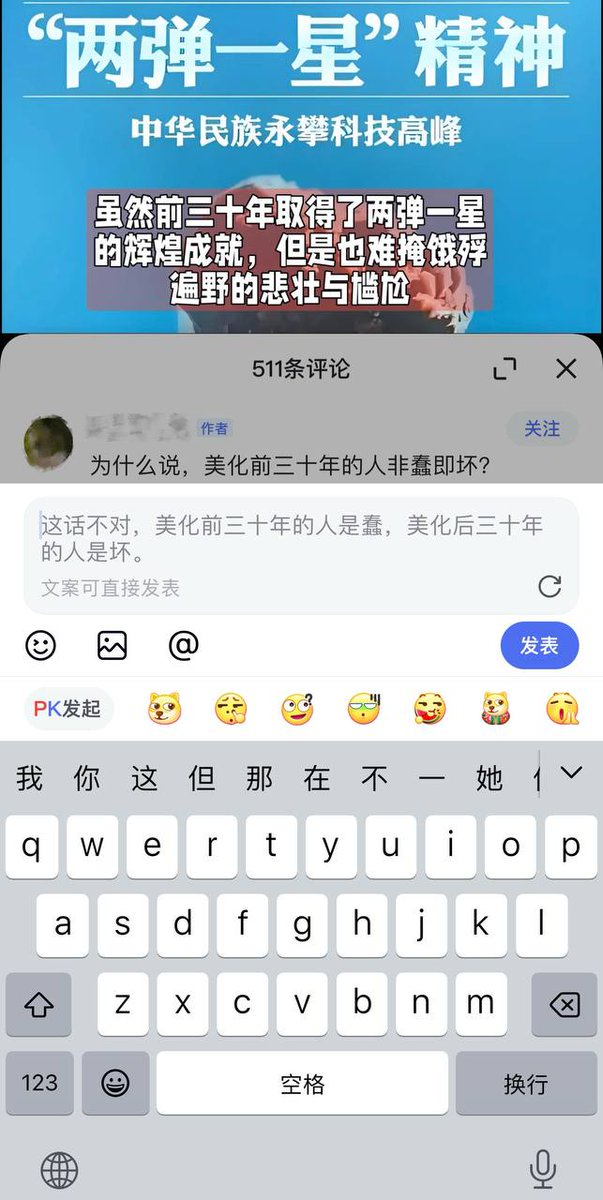 “两弹一星”精神
中华民族永攀科技高峰
虽然前三十年取得了两弹一星
的辉煌成就，但是也难掩饿殍
遍野的悲壮与尴尬
511条评论
作者
关注
为什么说，美化前三十年的人非蠢即坏？
这话不对，美化前三十年的人是蠢，美化后三十年
的人是坏。
文案可直接发表
@
发表
PK发起
我 你 这 但 那 在 不 一 她
q w e r t y u i o p
a s d f g h j k l
z x c v b n m
123 空格 换行